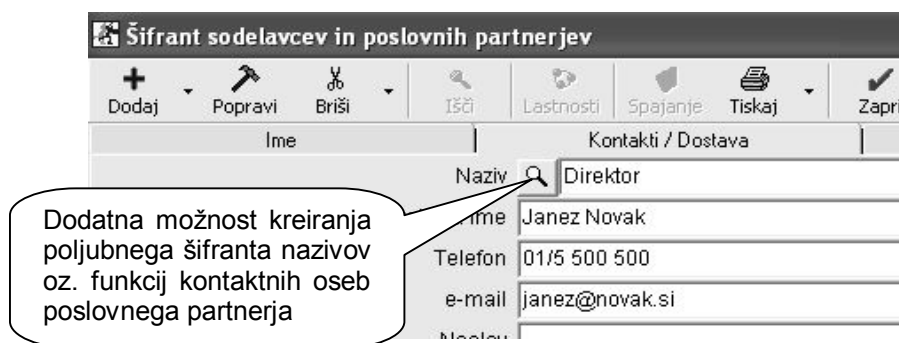 Šifrant sodelavcev in poslovnih partnerjev
Dodaj Popravi Briši Išči Lastnosti Spajanje Tiskaj Zapri
Ime Kontakti / Dostava
Naziv Direktor
Ime Janez Novak
Telefon 01/5 500 500
e-mail janez@novak.si
Dodatna možnost kreiranja
poljubnega šifranta nazivov
oz. funkcij kontaktnih oseb
poslovnega partnerja